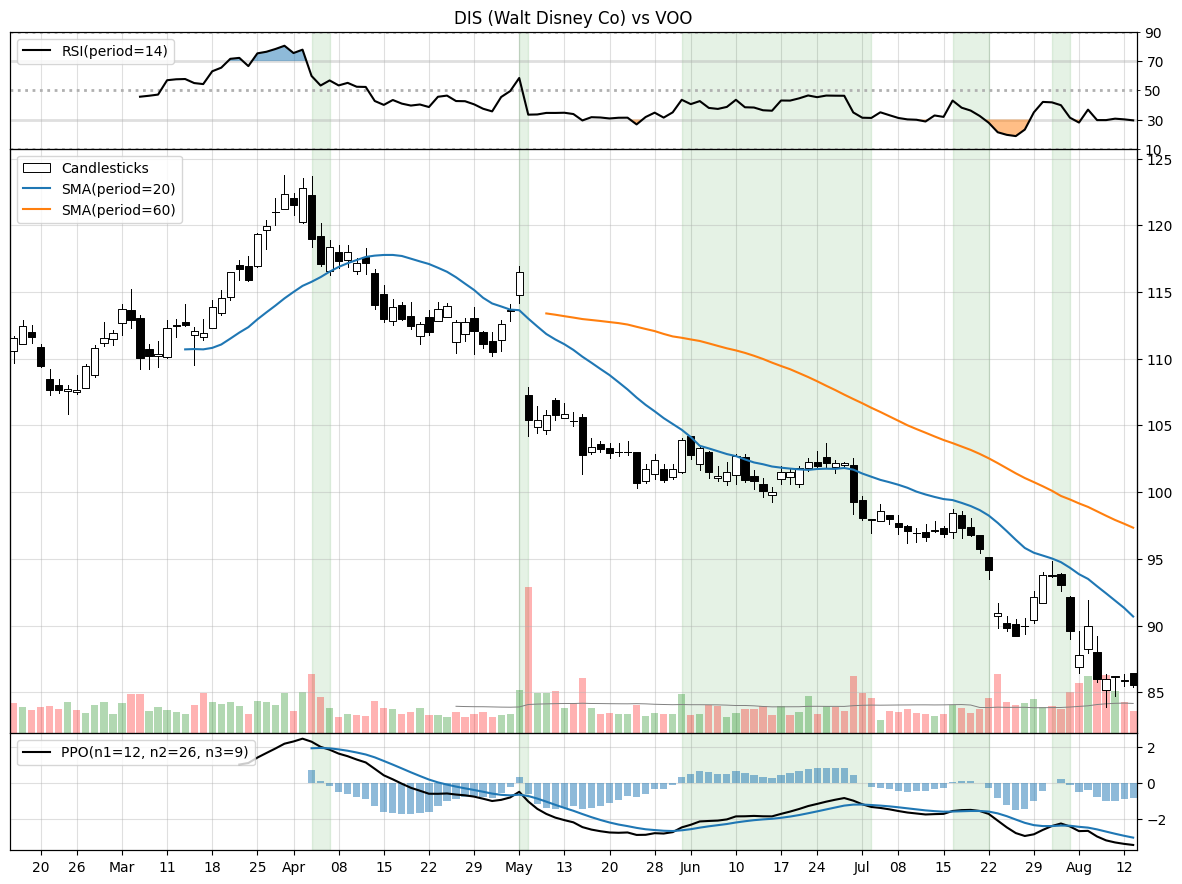 DIS (Walt Disney Co) vs VOO
RSI(period=14)
90
70
50
30
10
Candlesticks
SMA(period=20)
SMA(period=60)
125
120
115
110
105
100
95
90
85
PPO(n1=12, n2=26, n3=9)
2
0
−2
20 26 Mar 11 18 25 Apr 08 15 22 29 May 13 20 28 Jun 10 17 24 Jul 08 15 22 29 Aug 12